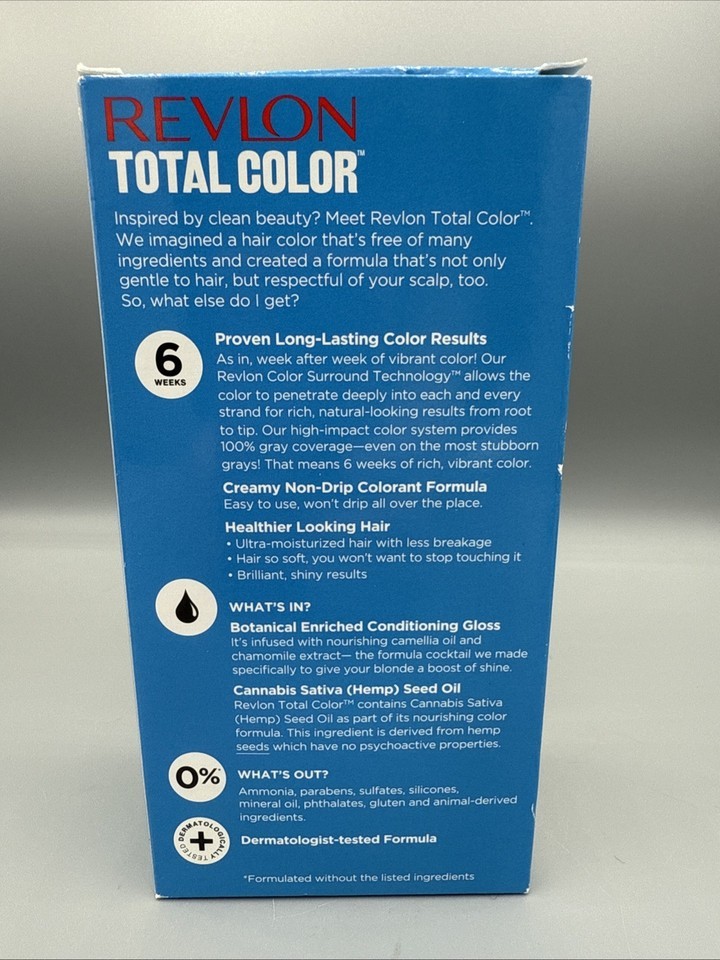 REVLON
TOTAL COLOR™
Inspired by clean beauty? Meet Revlon Total Color™.
We imagined a hair color that's free of many
ingredients and created a formula that's not only
gentle to hair, but respectful of your scalp, too.
So, what else do I get?
6
WEEKS
Proven Long-Lasting Color Results
As in, week after week of vibrant color! Our
Revlon Color Surround Technology™ allows the
color to penetrate deeply into each and every
strand for rich, natural-looking results from root
to tip. Our high-impact color system provides
100% gray coverage—even on the most stubborn
grays! That means 6 weeks of rich, vibrant color.
Creamy Non-Drip Colorant Formula
Easy to use, won't drip all over the place.
Healthier Looking Hair
• Ultra-moisturized hair with less breakage
• Hair so soft, you won't want to stop touching it
• Brilliant, shiny results
WHAT'S IN?
Botanical Enriched Conditioning Gloss
It's infused with nourishing camellia oil and
chamomile extract— the formula cocktail we made
specifically to give your blonde a boost of shine.
Cannabis Sativa (Hemp) Seed Oil
Revlon Total Color™ contains Cannabis Sativa
(Hemp) Seed Oil as part of its nourishing color
formula. This ingredient is derived from hemp
seeds which have no psychoactive properties.
0%*
WHAT'S OUT?
Ammonia, parabens, sulfates, silicones,
mineral oil, phthalates, gluten and animal-derived
ingredients.
DERMATOLOGICALLY TESTED
Dermatologist-tested Formula
*Formulated without the listed ingredients